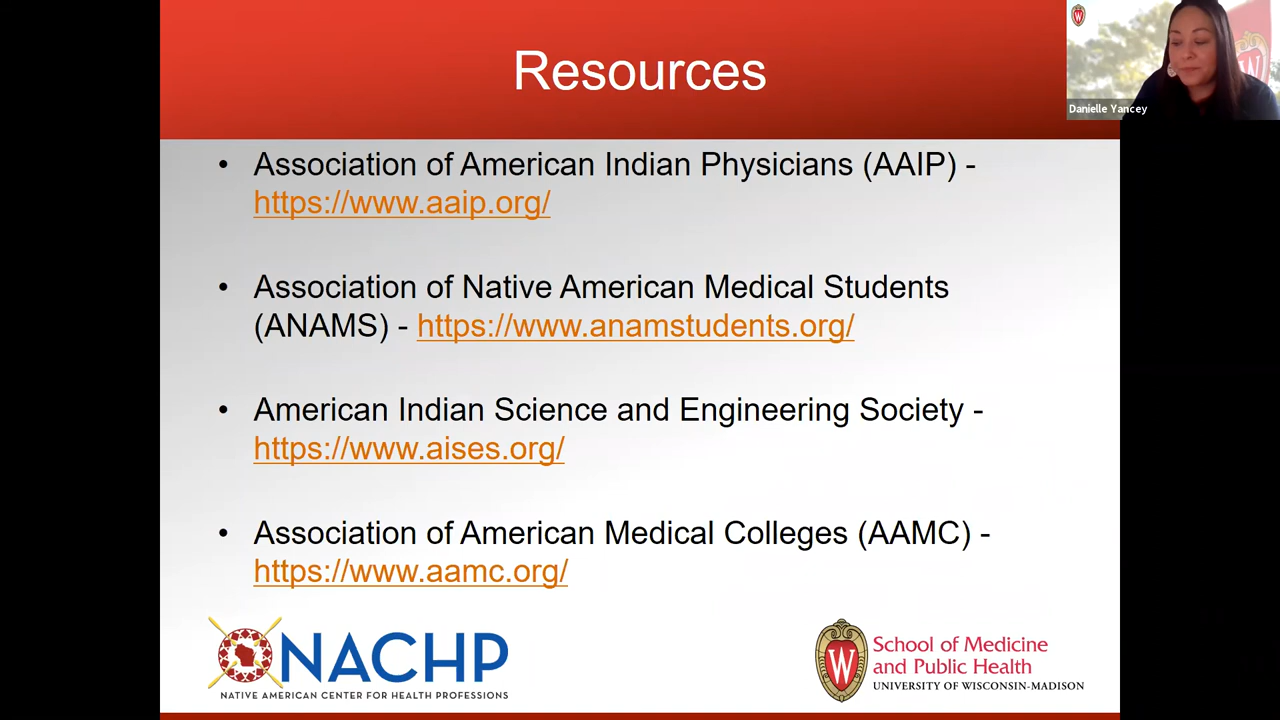 Resources
W
W
Danielle Yancey
• Association of American Indian Physicians (AAIP) -
https://www.aaip.org/
• Association of Native American Medical Students
(ANAMS) - https://www.anamstudents.org/
• American Indian Science and Engineering Society -
https://www.aises.org/
• Association of American Medical Colleges (AAMC) -
https://www.aamc.org/
NACHP
NATIVE AMERICAN CENTER FOR HEALTH PROFESSIONS
W
School of Medicine
and Public Health
UNIVERSITY OF WISCONSIN-MADISON